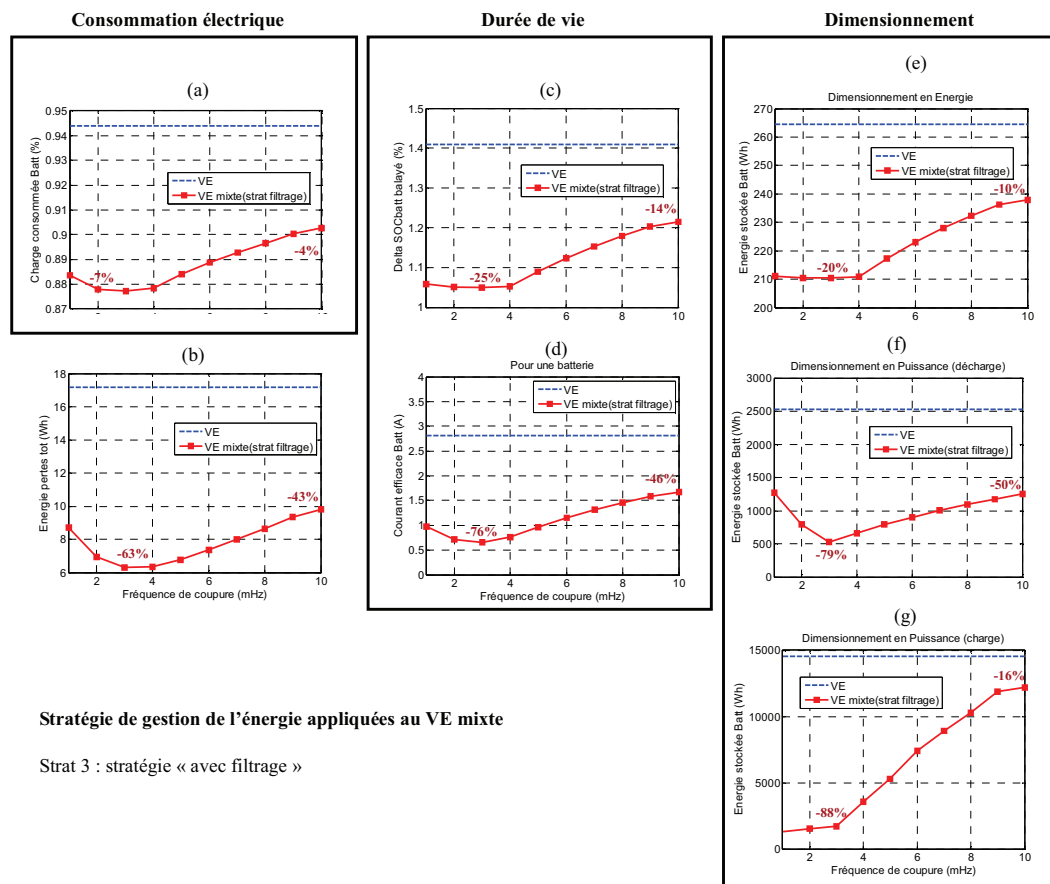 Consommation électrique
Durée de vie
Dimensionnement
(a)
0.95
0.94
0.93
0.92
0.91
0.9
0.89
0.88
0.87
Charge consommée Batt (%)
VE
VE mixte(strat filtrage)
-7%
-4%
(b)
18
16
14
12
10
8
6
Energie pertes tot (Wh)
VE
VE mixte(strat filtrage)
-63%
-43%
2 4 6 8 10
Fréquence de coupure (mHz)
(c)
1.5
1.4
1.3
1.2
1.1
1
Delta SOCbatt balayé (%)
VE
VE mixte(strat filtrage)
-25%
-14%
2 4 6 8 10
(d)
Pour une batterie
4
3.5
3
2.5
2
1.5
1
0.5
0
Courant efficace Batt (A)
VE
VE mixte(strat filtrage)
-76%
-46%
2 4 6 8 10
Fréquence de coupure (mHz)
(e)
Dimensionnement en Energie
270
260
250
240
230
220
210
200
Energie stockée Batt (Wh)
VE
VE mixte(strat filtrage)
-20%
-10%
2 4 6 8 10
(f)
Dimensionnement en Puissance (décharge)
3000
2500
2000
1500
1000
500
0
Energie stockée Batt (Wh)
VE
VE mixte(strat filtrage)
-79%
-50%
2 4 6 8 10
(g)
Dimensionnement en Puissance (charge)
15000
10000
5000
0
Energie stockée Batt (Wh)
VE
VE mixte(strat filtrage)
-88%
-16%
2 4 6 8 10
Fréquence de coupure (mHz)
Stratégie de gestion de l'énergie appliquées au VE mixte
Strat 3 : stratégie « avec filtrage »